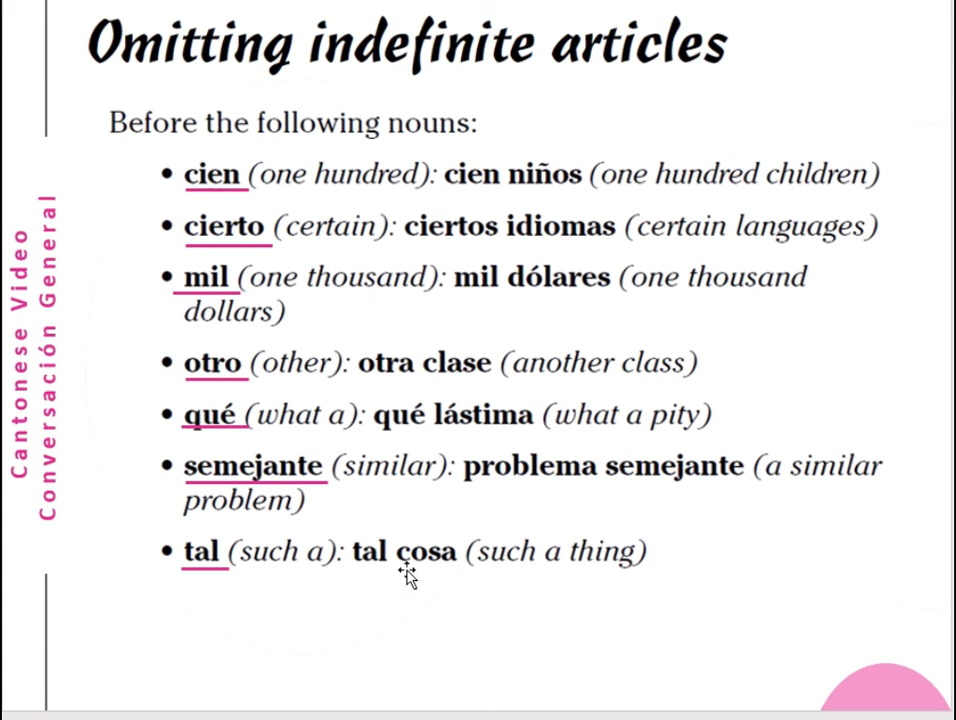 Omitting indefinite articles
Before the following nouns:
• cien (one hundred): cien niños (one hundred children)
• cierto (certain): ciertos idiomas (certain languages)
• mil (one thousand): mil dólares (one thousand
dollars)
• otro (other): otra clase (another class)
• qué (what a): qué lástima (what a pity)
• semejante (similar): problema semejante (a similar
problem)
• tal (such a): tal cosa (such a thing)
Cantonese Video
Conversación General